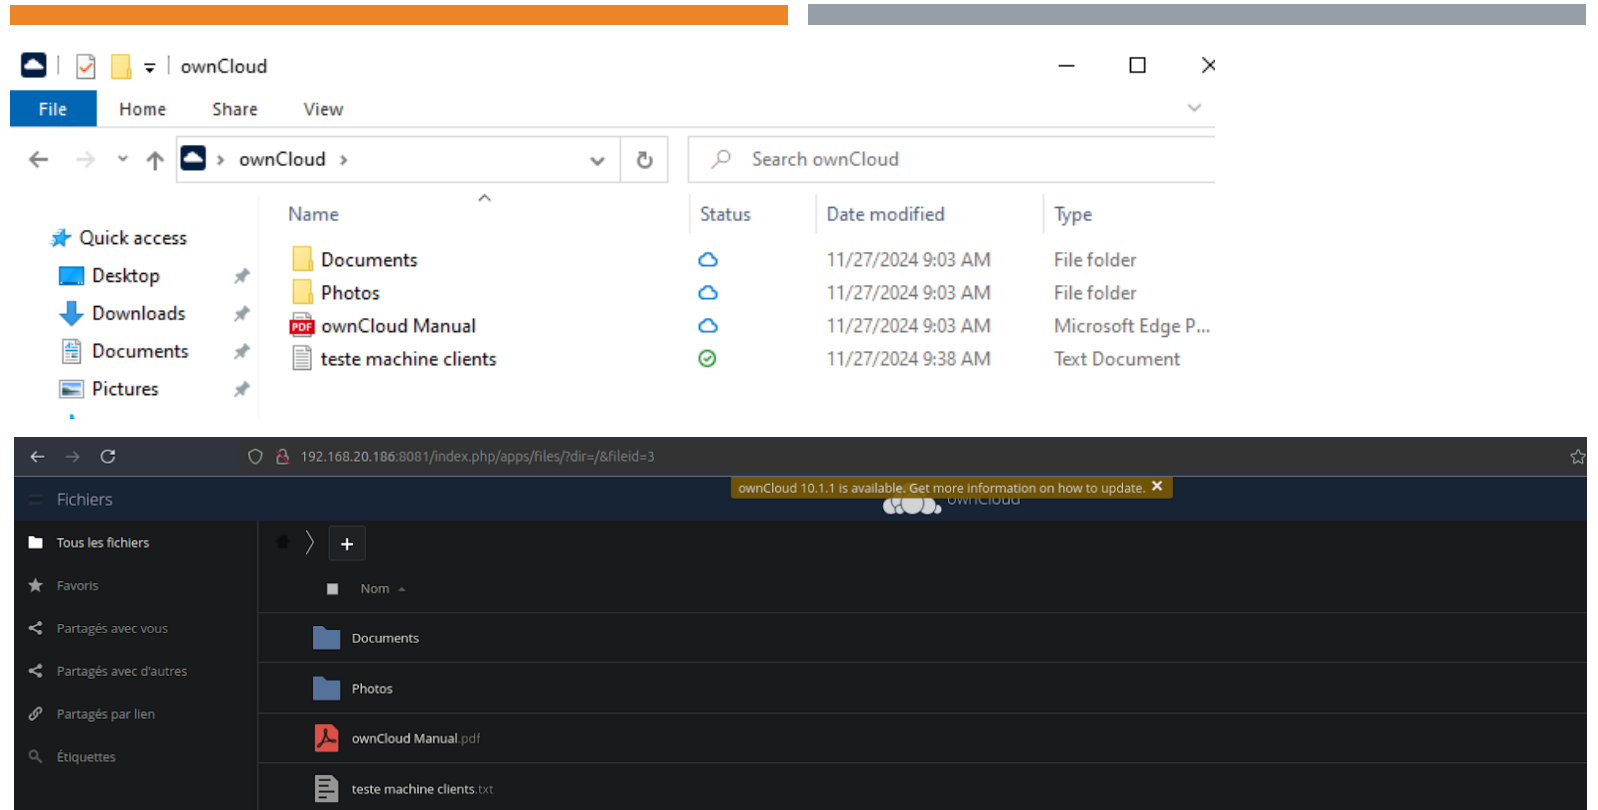 ownCloud
File Home Share View
ownCloud
Search ownCloud
Name Status Date modified Type
Quick access
Desktop
Downloads
Documents
Pictures
Documents 11/27/2024 9:03 AM File folder
Photos 11/27/2024 9:03 AM File folder
PDF ownCloud Manual 11/27/2024 9:03 AM Microsoft Edge P...
teste machine clients 11/27/2024 9:38 AM Text Document
192.168.20.186:8081/index.php/apps/files/?dir=/&fileid=3
ownCloud 10.1.1 is available. Get more information on how to update.
Fichiers
ownCloud
Tous les fichiers
Favoris
Partagés avec vous
Partagés avec d'autres
Partagés par lien
Étiquettes
Nom
Documents
Photos
ownCloud Manual.pdf
teste machine clients.txt